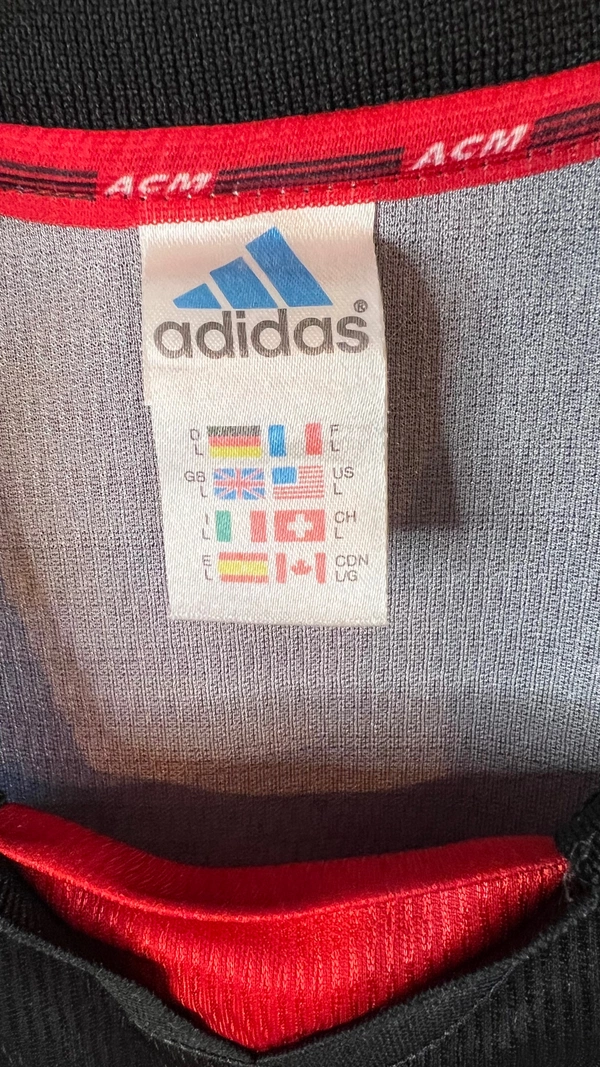 ACM ACM
adidas®
D L F L
GB L US L
I L CH L
E L CDN L/G